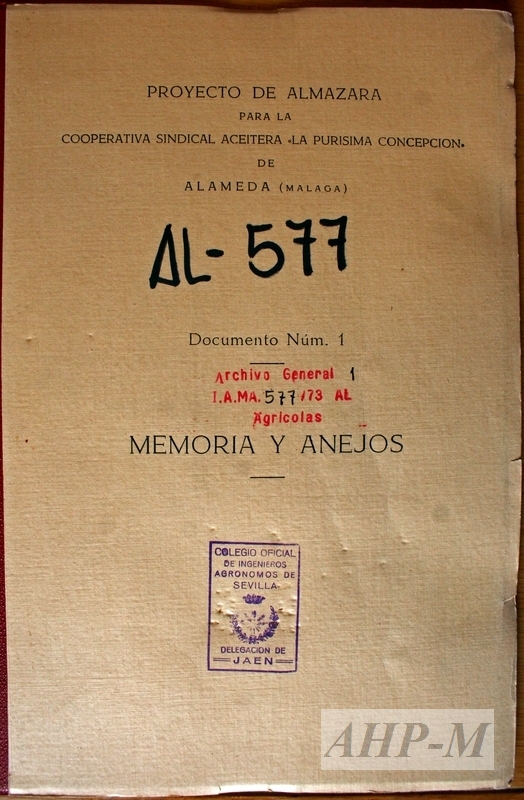 PROYECTO DE ALMAZARA
PARA LA
COOPERATIVA SINDICAL ACEITERA «LA PURISIMA CONCEPCION»
DE
ALAMEDA (MALAGA)
AL-577
Documento Núm. 1
Archivo General 1
I.A.MA. 577/73 AL
Agricolas
MEMORIA Y ANEJOS
COLEGIO OFICIAL
DE INGENIEROS
AGRONOMOS DE
SEVILLA
DELEGACION DE
JAEN
AHP-M